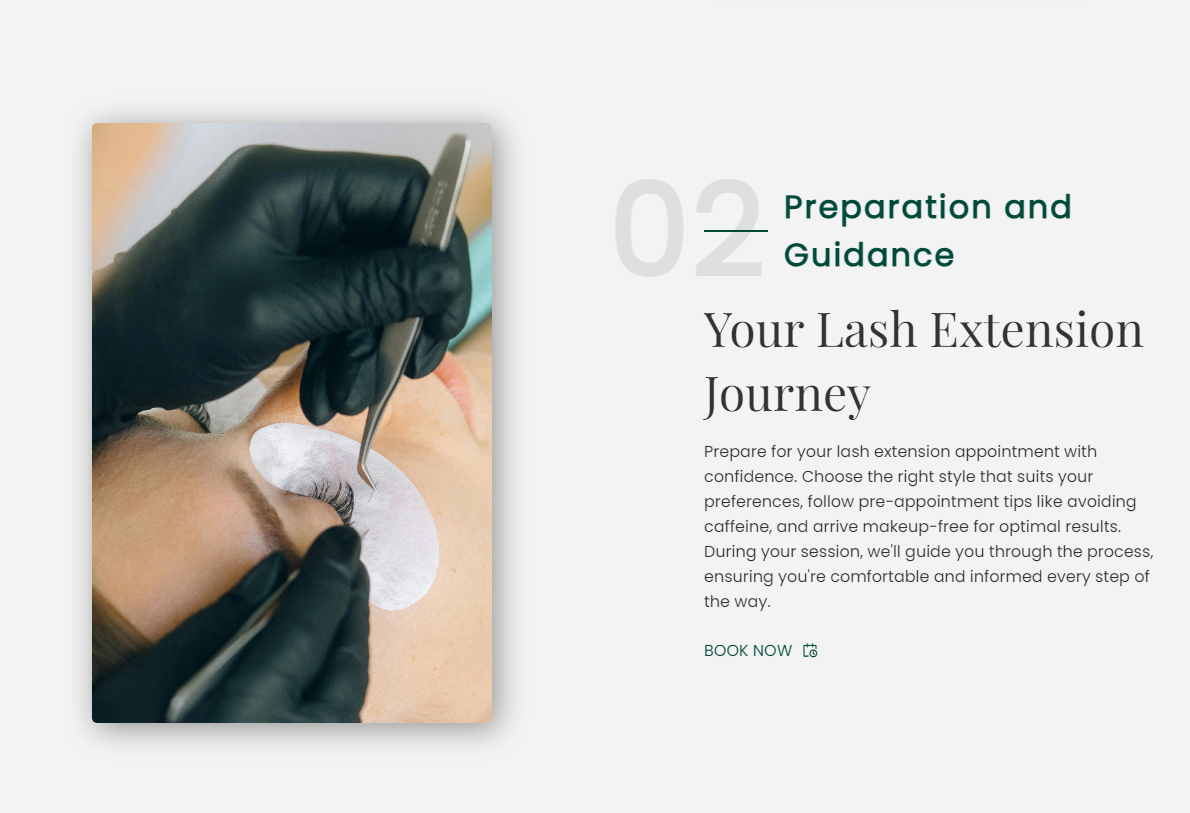 02
Preparation and
Guidance
Your Lash Extension
Journey
Prepare for your lash extension appointment with
confidence. Choose the right style that suits your
preferences, follow pre-appointment tips like avoiding
caffeine, and arrive makeup-free for optimal results.
During your session, we'll guide you through the process,
ensuring you're comfortable and informed every step of
the way.
BOOK NOW